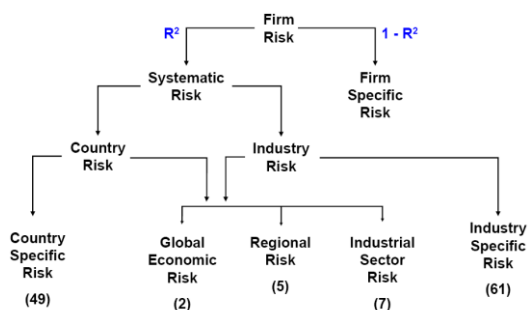 Firm
Risk
R²
1 - R²
Systematic
Risk
Firm
Specific
Risk
Country
Risk
Industry
Risk
Country
Specific
Risk
(49)
Global
Economic
Risk
(2)
Regional
Risk
(5)
Industrial
Sector
Risk
(7)
Industry
Specific
Risk
(61)